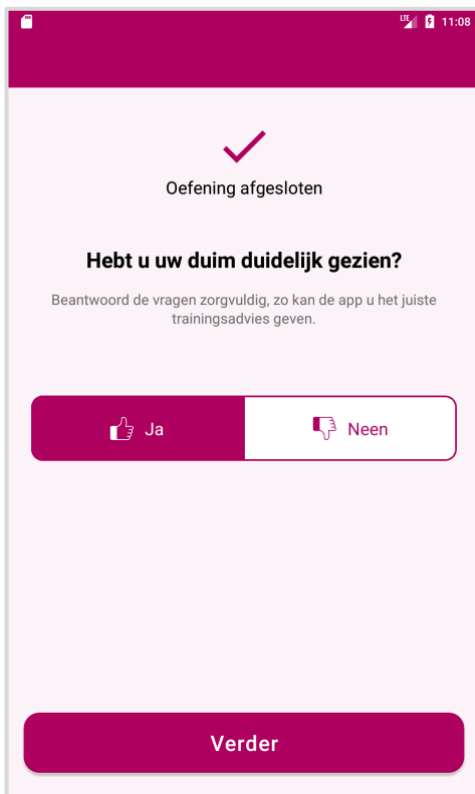 LTE 11:08
Oefening afgesloten
Hebt u uw duim duidelijk gezien?
Beantwoord de vragen zorgvuldig, zo kan de app u het juiste
trainingsadvies geven.
Ja Neen
Verder